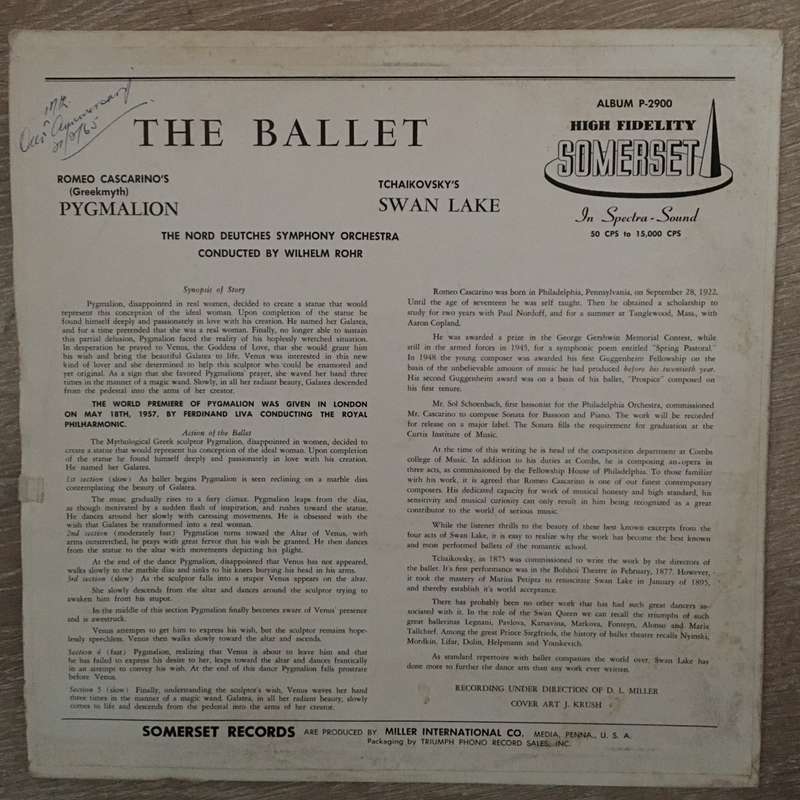 Our Anniversary
THE BALLET
ALBUM P-2900
HIGH FIDELITY
SOMERSET
In Spectra-Sound
50 CPS to 15,000 CPS
ROMEO CASCARINO'S
(Greekmyth)
PYGMALION
TCHAIKOVSKY'S
SWAN LAKE
THE NORD DEUTCHES SYMPHONY ORCHESTRA
CONDUCTED BY WILHELM ROHR
Synopsis of Story
Pygmalion, disappointed in real women, decided to create a statue that would
represent this conception of the ideal woman. Upon completion of the statue he
found himself deeply and passionately in love with his creation. He named her Galatea,
and for a time pretended that she was a real woman. Finally, no longer able to sustain
this partial delusion, Pygmalion faced the reality of his hoplesly wretched situation.
In desperation he prayed to Venus, the Goddess of Love, that she would grant him
his wish and bring the beautiful Galatea to life. Venus was interested in this new
kind of lover and she determined to help this sculptor who could be enamored and
yet original. As a sign that she favored Pygmalions' prayer, she waved her hand three
times in the manner of a magic wand. Slowly, in all her radiant beauty, Galatea descended
from the pedestal into the arms of her creator.
THE WORLD PREMIERE OF PYGMALION WAS GIVEN IN LONDON
ON MAY 18TH, 1957, BY FERDINAND LIVA CONDUCTING THE ROYAL
PHILHARMONIC.
Action of the Ballet
The Mythological Greek sculptor Pygmalion, disappointed in women, decided to
create a statue that would represent his conception of the ideal woman. Upon completion
of the statue he found himself deeply and passionately in love with his creation.
He named her Galatea.
1st section (slow) As ballet begins Pygmalion is seen reclining on a marble dias
contemplating the beauty of Galatea.
The music gradually rises to a fiery climax. Pygmalion leaps from the dias,
as though motivated by a sudden flash of inspiration, and rushes toward the statue.
He dances around her slowly with caressing movements. He is obsessed with the
wish that Galatea be transformed into a real woman.
2nd section (moderately fast) Pygmalion turns toward the Altar of Venus, with
arms outstretched, he prays with great fervor that his wish be granted. He then dances
from the statue to the altar with movements depicting his plight.
At the end of the dance Pygmalion, disappointed that Venus has not appeared,
walks slowly to the marble dias and sinks to his knees burying his head in his arms.
3rd section (slow) As the sculptor falls into a stupor Venus appears on the altar.
She slowly descends from the altar and dances around the sculptor trying to
awaken him from his stupor.
In the middle of this section Pygmalion finally becomes aware of Venus' presence
and is awestruck.
Venus attempts to get him to express his wish, but the sculptor remains hope-
lessly speechless. Venus then walks slowly toward the altar and ascends.
Section 4 (fast) Pygmalion, realizing that Venus is about to leave him and that
he has failed to express his desire to her, leaps toward the altar and dances frantically
in an attempt to convey his wish. At the end of this dance Pygmalion falls prostrate
before Venus.
Section 5 (slow) Finally, understanding the sculptor's wish, Venus waves her hand
three times in the manner of a magic wand. Galatea, in all her radiant beauty, slowly
comes to life and descends from the pedestal into the arms of her creator.
Romeo Cascarino was born in Philadelphia, Pennsylvania, on September 28, 1922.
Until the age of seventeen he was self taught. Then he obtained a scholarship to
study for two years with Paul Nordoff, and for a summer at Tanglewood, Mass., with
Aaron Copland.
He was awarded a prize in the George Gershwin Memorial Contest, while
still in the armed forces in 1945, for a symphonic poem entitled "Spring Pastoral."
In 1948 the young composer was awarded his first Guggenheim Fellowship on the
basis of the unbelievable amount of music he had produced before his twentieth year.
His second Guggenheim award was on a basis of his ballet, "Prospice" composed on
his first tenure.
Mr. Sol Schoenbach, first bassonist for the Philadelphia Orchestra, commissioned
Mr. Cascarino to compose Sonata for Bassoon and Piano. The work will be recorded
for release on a major label. The Sonata fills the requirement for graduation at the
Curtis Institute of Music.
At the time of this writing he is head of the composition department at Combs
college of Music. In addition to his duties at Combs, he is composing an opera in
three acts, as commissioned by the Fellowship House of Philadelphia. To those familiar
with his work, it is agreed that Romeo Cascarino is one of our finest contemporary
composers. His dedicated capacity for work of musical honesty and high standard, his
sensitivity and musical curiosity can only result in him being recognized as a great
contributor to the world of serious music.
While the listener thrills to the beauty of these best known excerpts from the
four acts of Swan Lake, it is easy to realize why the work has become the best known
and most performed ballets of the romantic school.
Tchaikovsky, in 1875 was commissioned to write the work by the directors of
the ballet. It's first performance was in the Bolshoi Theatre in February, 1877. However,
it took the mastery of Marius Petipez to resuscitate Swan Lake in January of 1895,
and thereby establish it's world acceptance.
There has probably been no other work that has had such great dancers as-
sociated with it. In the role of the Swan Queen we can recall the triumphs of such
great ballerinas Legnani, Pavlova, Karsavina, Markova, Fonteyn, Alonso and Maria
Tallchief. Among the great Prince Siegfrieds, the history of ballet theatre recalls Nyinski,
Mordkin, Lifar, Dolin, Helpmann and Youskevich.
As standard repertoire with ballet companies the world over, Swan Lake has
done more to further the dance arts than any work ever written.
RECORDING UNDER DIRECTION OF D. L. MILLER
COVER ART J. KRUSH
SOMERSET RECORDS ARE PRODUCED BY MILLER INTERNATIONAL CO. MEDIA, PENNA., U. S. A.
Packaging by TRIUMPH PHONO RECORD SALES, INC.